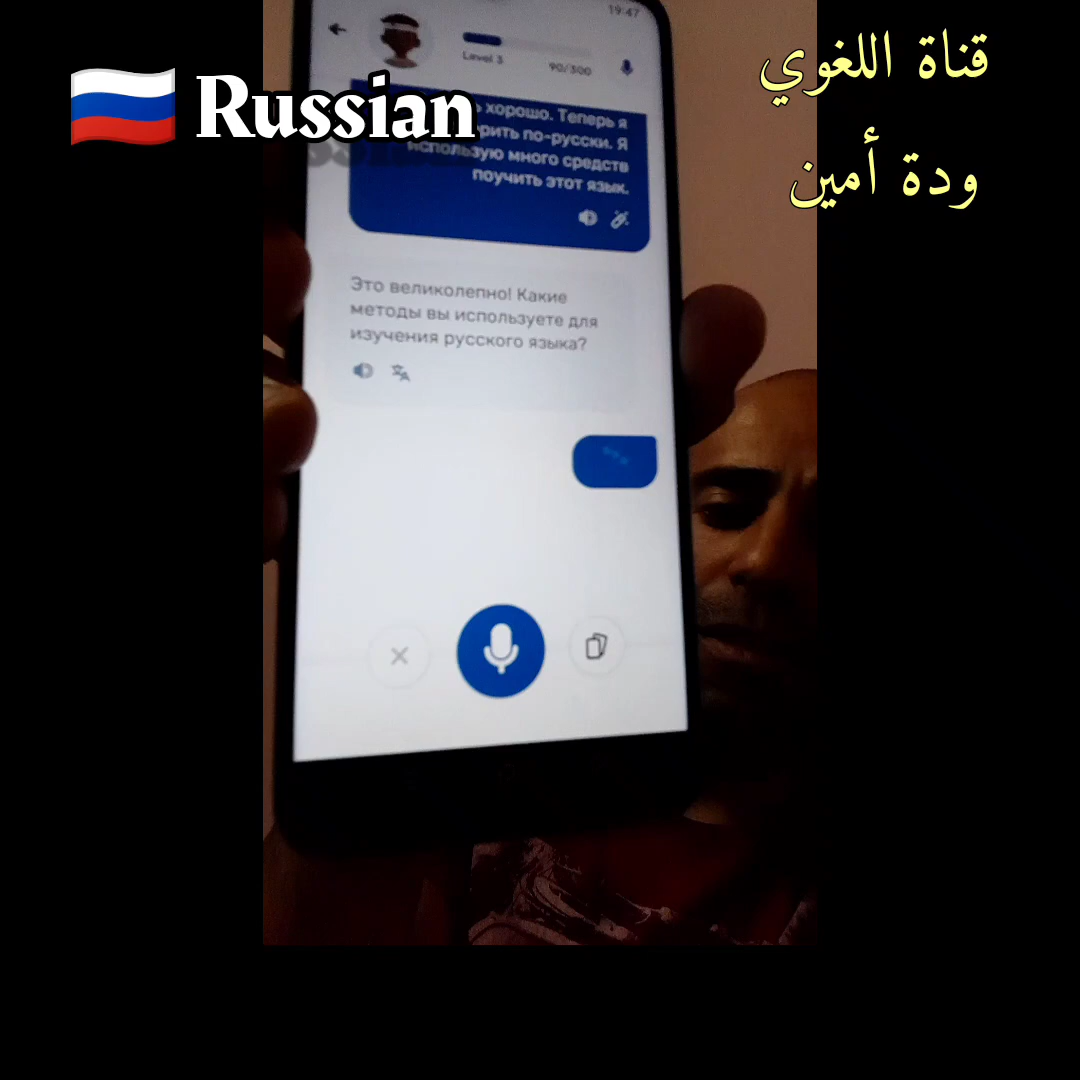 19:47
Level 3
90/300
🇷🇺 Russian
قناة اللغوي
ودة أمين
хорошо. Теперь я
по-русски. Я
использую много средств
поучить этот язык.
Это великолепно! Какие
методы вы используете для
изучения русского языка?